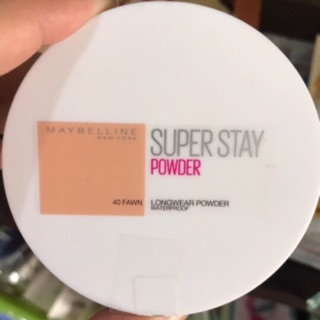 MAYBELLINE
NEW YORK
SUPER STAY
POWDER
40 FAWN
LONGWEAR POWDER
WATERPROOF